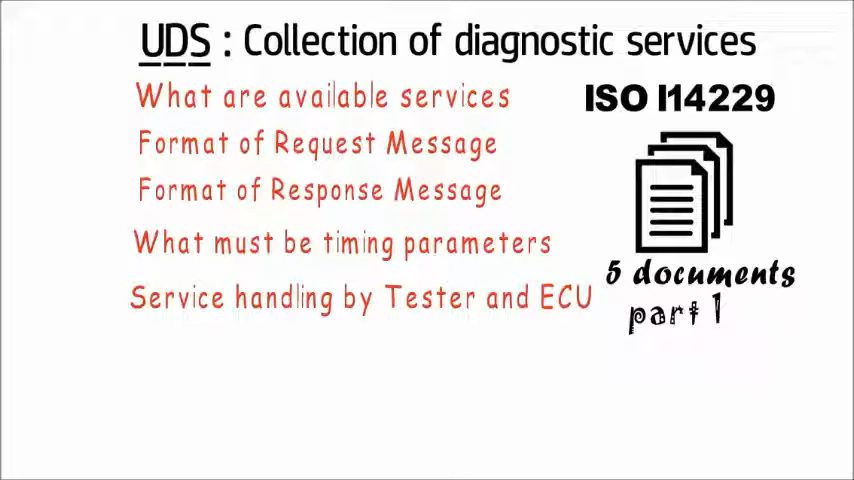 UDS : Collection of diagnostic services
What are available services
ISO I14229
Format of Request Message
Format of Response Message
What must be timing parameters
5 documents
Service handling by Tester and ECU
part 1